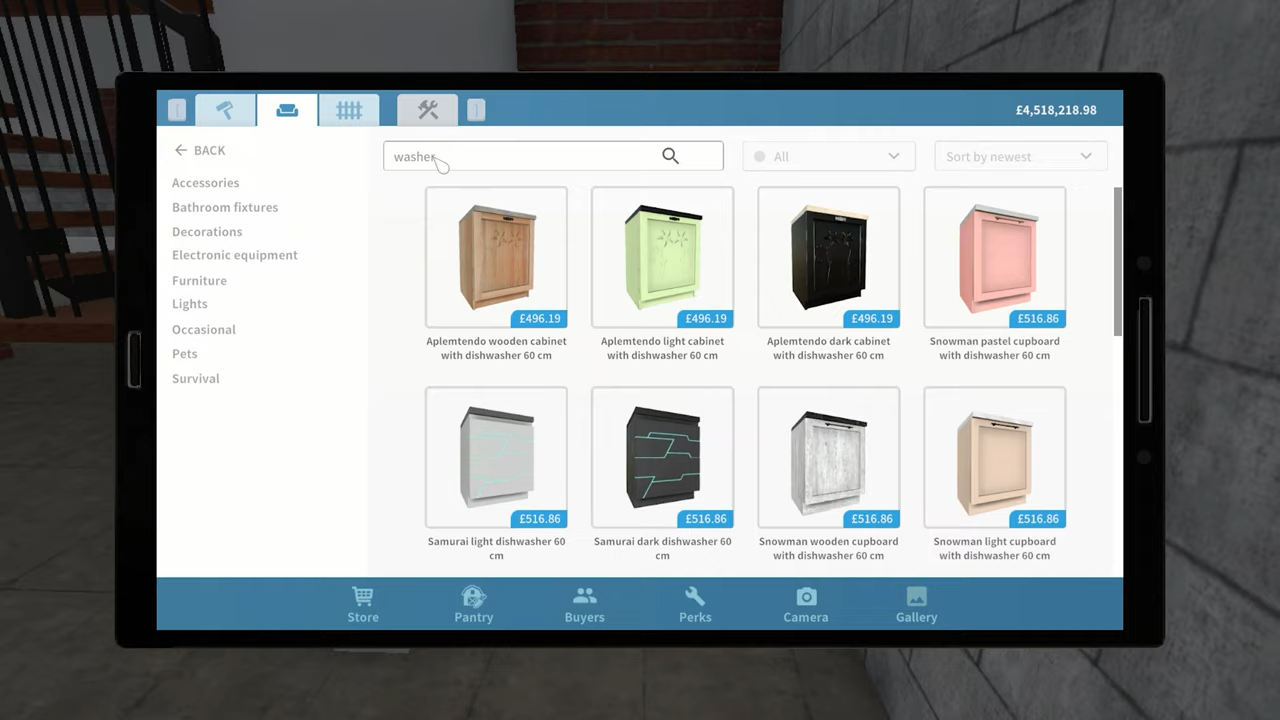 £4,518,218.98
BACK
washer
All
Sort by newest
Accessories
Bathroom fixtures
Decorations
Electronic equipment
Furniture
Lights
Occasional
Pets
Survival
£496.19
£496.19
£496.19
£516.86
Aplemtendo wooden cabinet
with dishwasher 60 cm
Aplemtendo light cabinet
with dishwasher 60 cm
Aplemtendo dark cabinet
with dishwasher 60 cm
Snowman pastel cupboard
with dishwasher 60 cm
£516.86
£516.86
£516.86
£516.86
Samurai light dishwasher 60
cm
Samurai dark dishwasher 60
cm
Snowman wooden cupboard
with dishwasher 60 cm
Snowman light cupboard
with dishwasher 60 cm
Store
Pantry
Buyers
Perks
Camera
Gallery